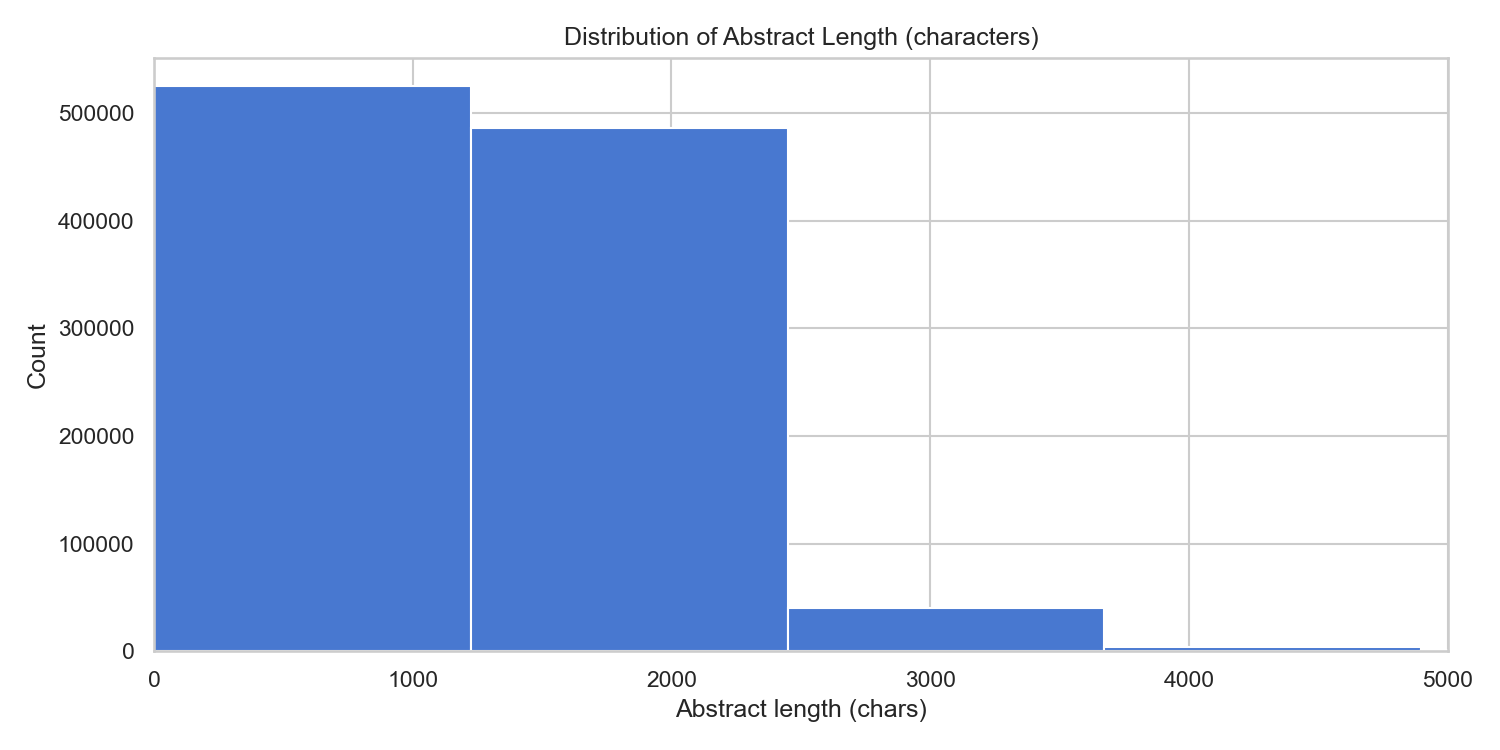 Distribution of Abstract Length (characters)
500000
400000
300000
200000
100000
0
Count
0 1000 2000 3000 4000 5000
Abstract length (chars)